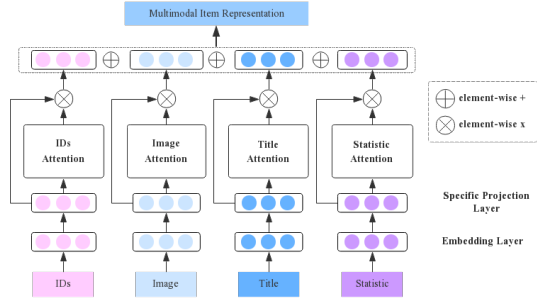 Multimodal Item Representation
element-wise +
element-wise x
IDs
Attention
Image
Attention
Title
Attention
Statistic
Attention
Specific Projection
Layer
Embedding Layer
IDs
Image
Title
Statistic